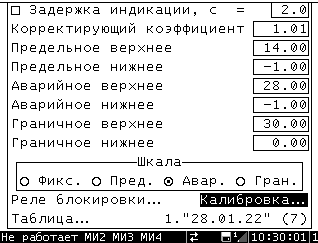 Задержка индикации, с = 2.0
Корректирующий коэффициент 1.01
Предельное верхнее 14.00
Предельное нижнее -1.00
Аварийное верхнее 28.00
Аварийное нижнее -1.00
Граничное верхнее 30.00
Граничное нижнее 0.00
Шкала
Фикс. Пред. Авар. Гран.
Реле блокировки... Калибровка...
Таблица... 1."28.01.22" (7)
Не работает МИ2 МИ3 МИ4 10:30:01 1